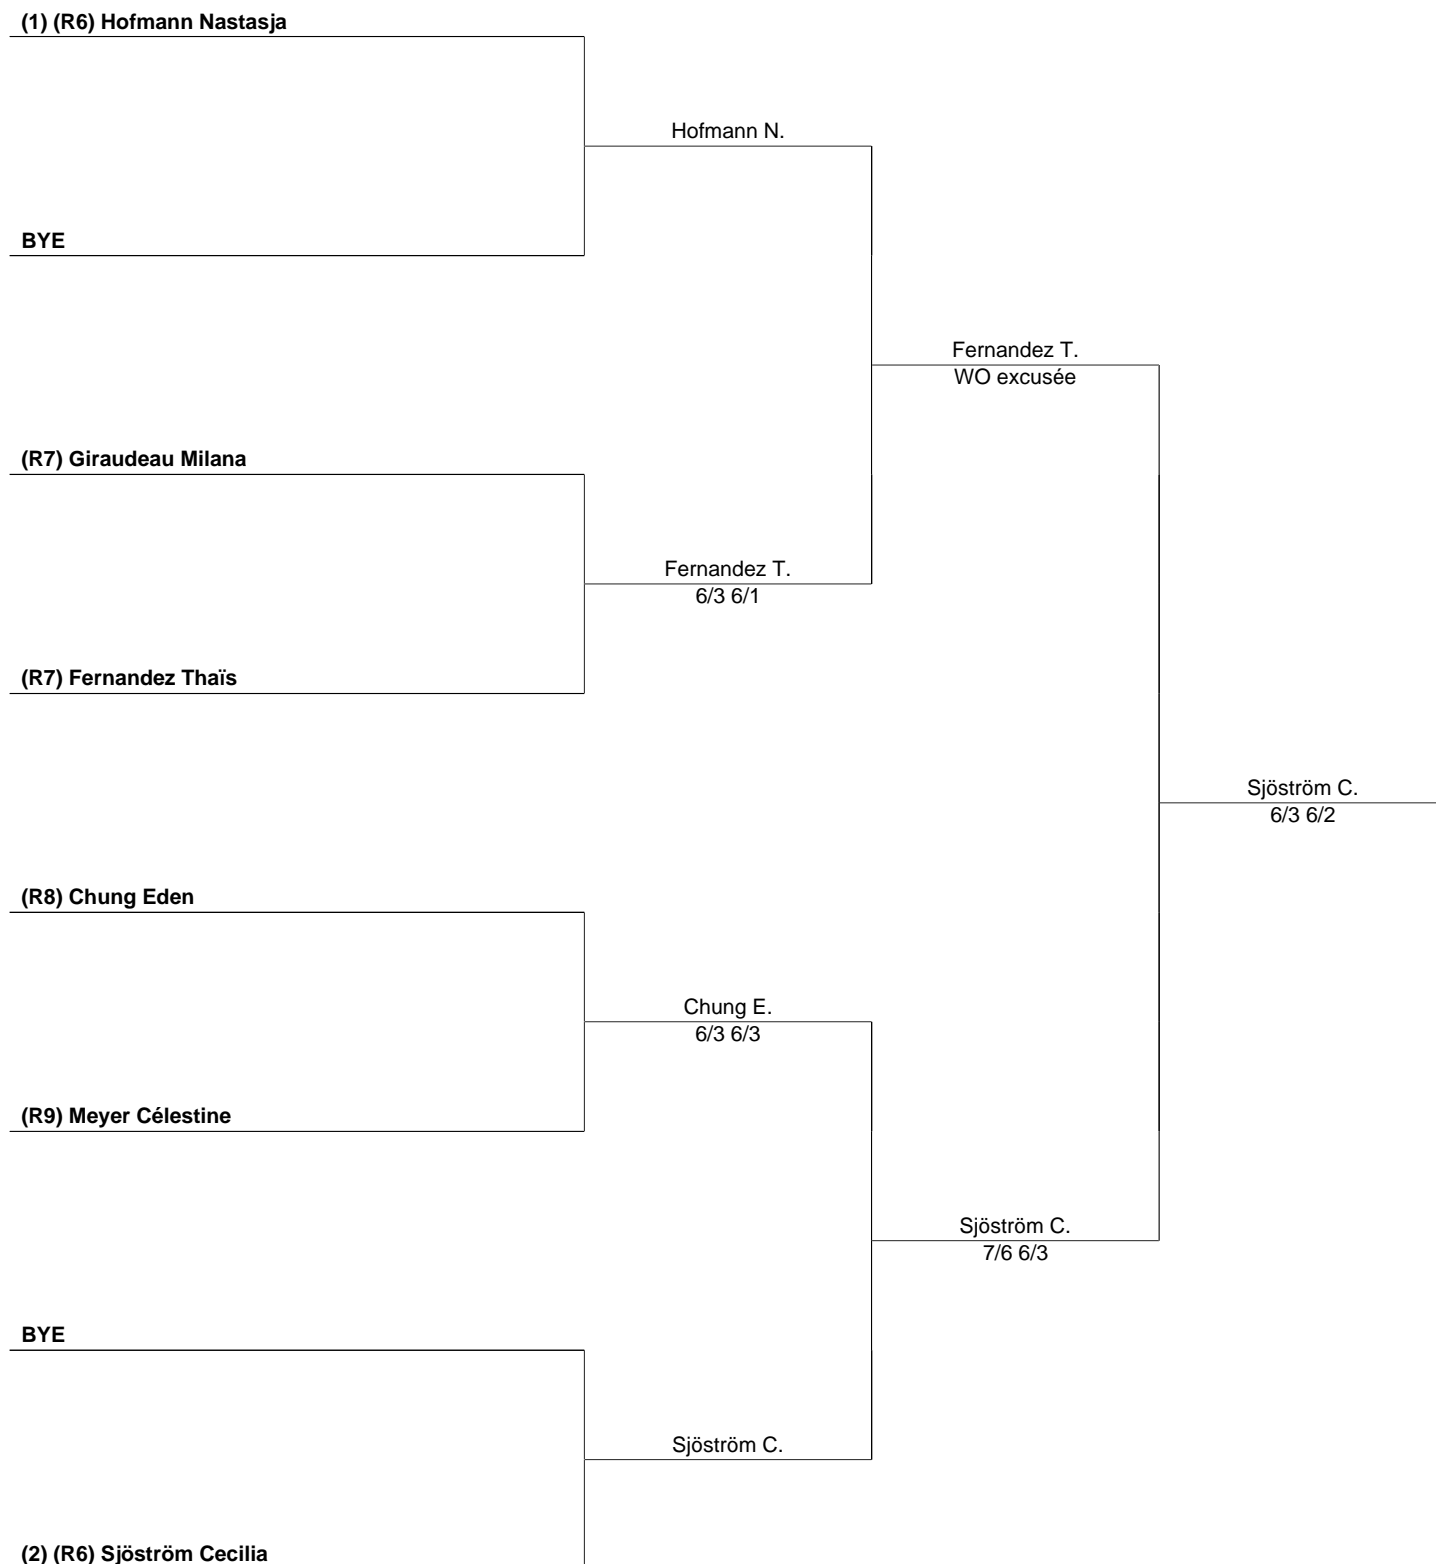 (1) (R6) Hofmann Nastasja
Hofmann N.
BYE
Fernandez T.
WO excusée
(R7) Giraudeau Milana
Fernandez T.
6/3 6/1
(R7) Fernandez Thaïs
Sjöström C.
6/3 6/2
(R8) Chung Eden
Chung E.
6/3 6/3
(R9) Meyer Célestine
Sjöström C.
7/6 6/3
BYE
Sjöström C.
(2) (R6) Sjöström Cecilia